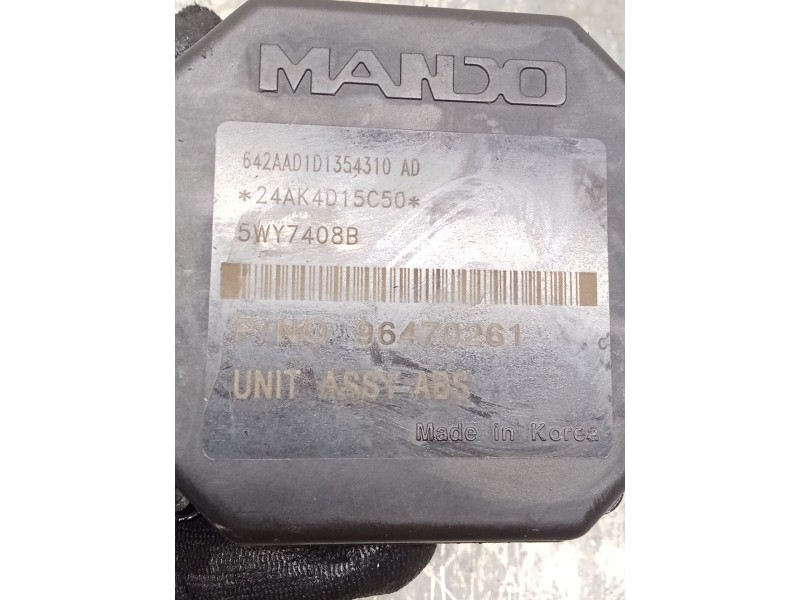 MANDO
642AAD1D1354310 AD
*24AK4D15C50*
5WY7408B
P/NO 96470261
UNIT ASSY-ABS
Made in Korea